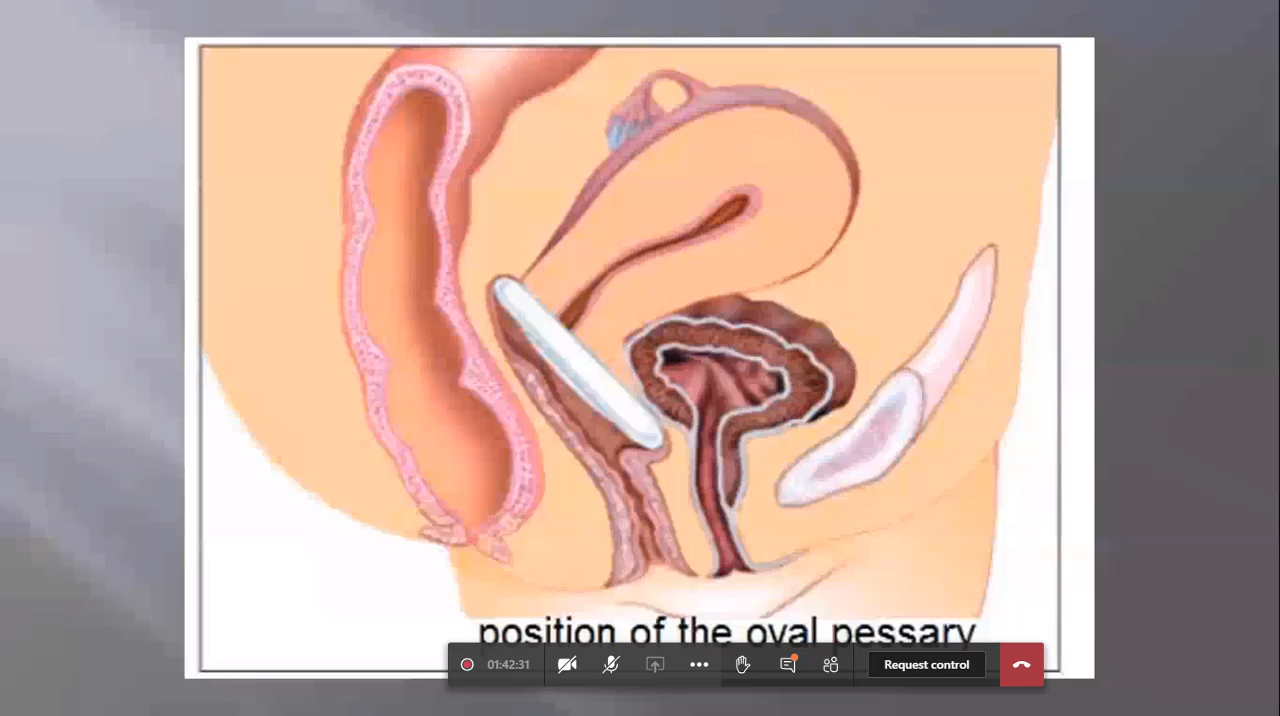 position of the oval pessary
01:42:31
Request control